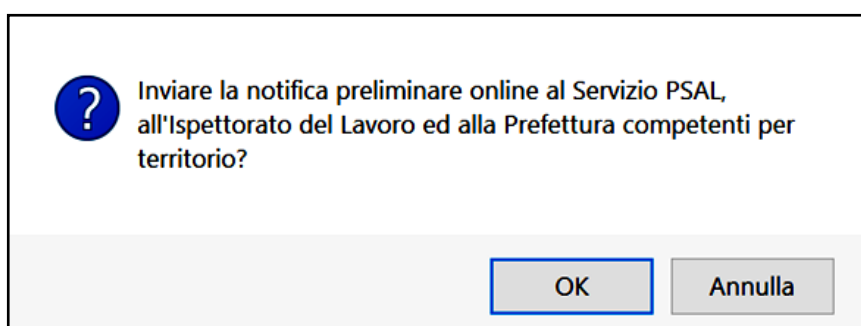 Inviare la notifica preliminare online al Servizio PSAL,
all'Ispettorato del Lavoro ed alla Prefettura competenti per
territorio?
OK Annulla